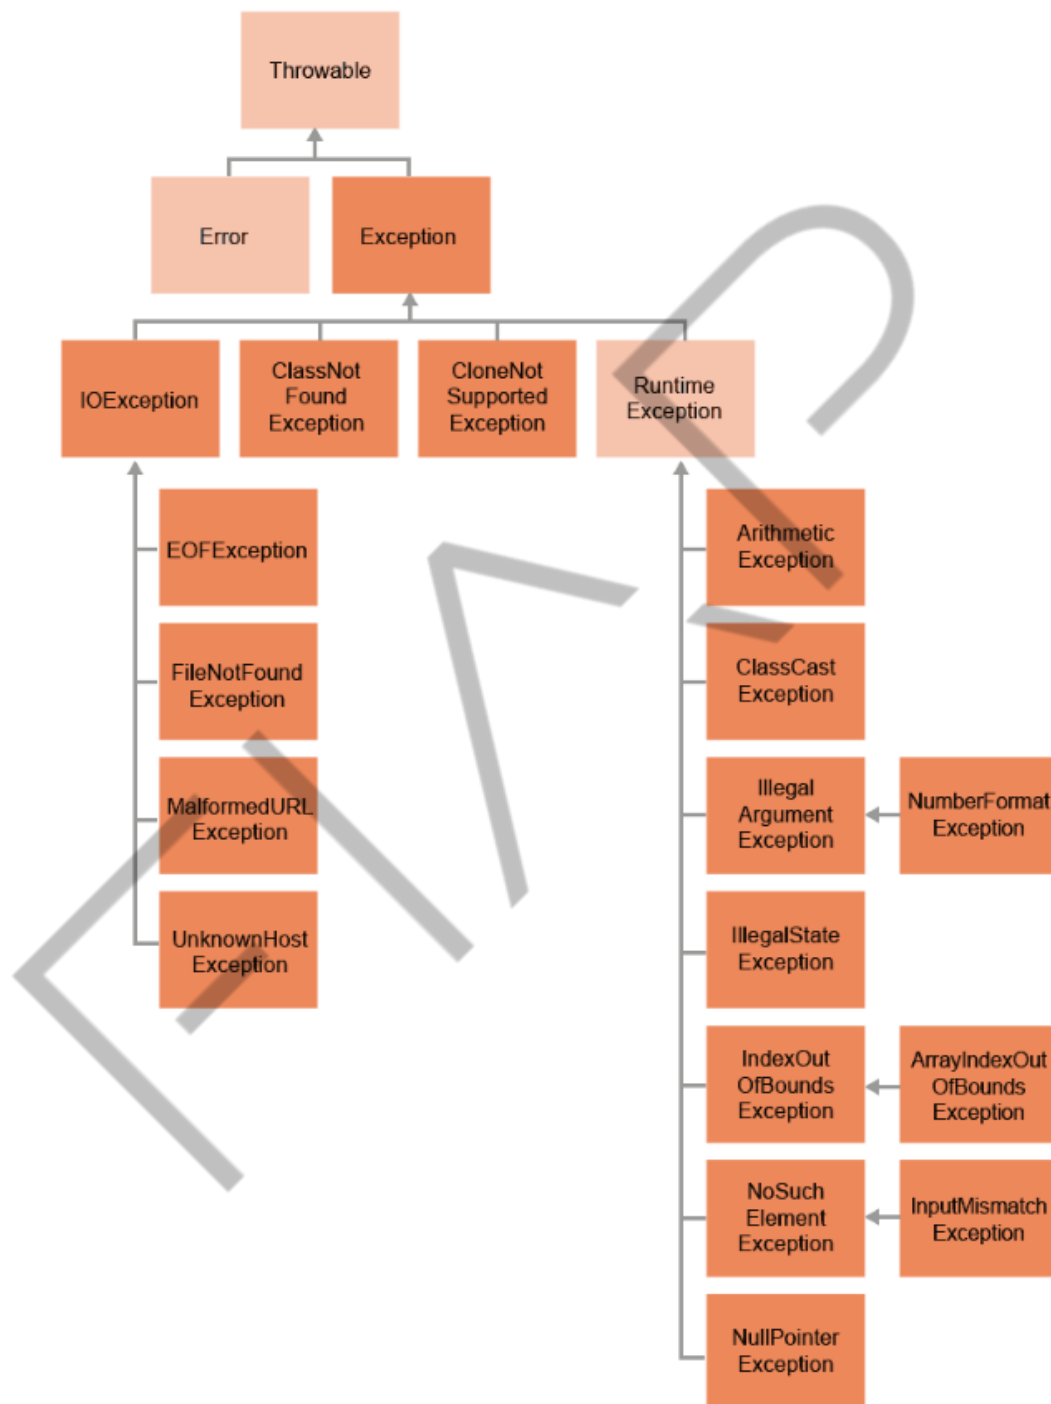 Throwable
Error
Exception
IOException
ClassNot
Found
Exception
CloneNot
Supported
Exception
Runtime
Exception
EOFException
FileNotFound
Exception
MalformedURL
Exception
UnknownHost
Exception
Arithmetic
Exception
ClassCast
Exception
Illegal
Argument
Exception
NumberFormat
Exception
IllegalState
Exception
IndexOut
OfBounds
Exception
ArrayIndexOut
OfBounds
Exception
NoSuch
Element
Exception
InputMismatch
Exception
NullPointer
Exception